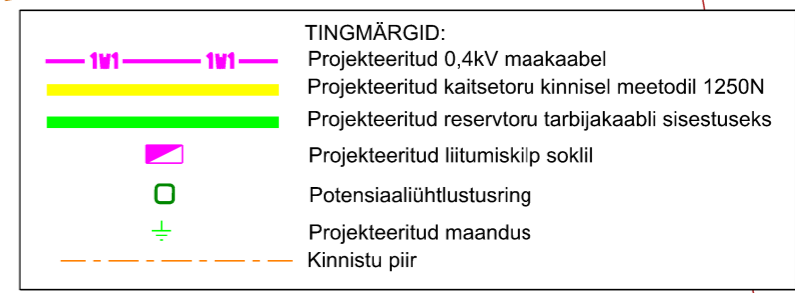 TINGMÄRGID:
1W1 1W1 Projekteeritud 0,4kV maakaabel
Projekteeritud kaitsetoru kinnisel meetodil 1250N
Projekteeritud reservtoru tarbijakaabli sisestuseks
Projekteeritud liitumiskilp soklil
Potensiaaliühtlustusring
Projekteeritud maandus
Kinnistu piir